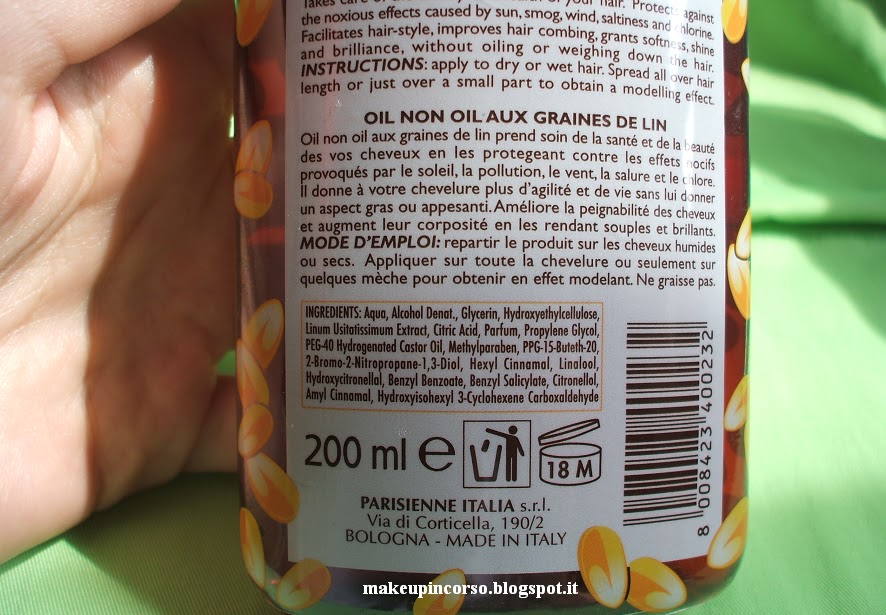 the noxious effects caused by sun, smog, wind, saltiness and chlorine.
Facilitates hair-style, improves hair combing, grants softness, shine
and brilliance, without oiling or weighing down the hair.
INSTRUCTIONS: apply to dry or wet hair. Spread all over hair
length or just over a small part to obtain a modelling effect.
OIL NON OIL AUX GRAINES DE LIN
Oil non oil aux graines de lin prend soin de la santé et de la beauté
des vos cheveux en les protegeant contre les effets nocifs
provoqués par le soleil, la pollution, le vent, la salure et le chlore.
Il donne à votre chevelure plus d'agilité et de vie sans lui donner
un aspect gras ou appesanti. Améliore la peignabilité des cheveux
et augment leur corposité en les rendant souples et brillants.
MODE D'EMPLOI: repartir le produit sur les cheveux humides
ou secs. Appliquer sur toute la chevelure ou seulement sur
quelques mèche pour obtenir en effet modelant. Ne graisse pas.
INGREDIENTS: Aqua, Alcohol Denat., Glycerin, Hydroxyethylcellulose,
Linum Usitatissimum Extract, Citric Acid, Parfum, Propylene Glycol,
PEG-40 Hydrogenated Castor Oil, Methylparaben, PPG-15-Buteth-20,
2-Bromo-2-Nitropropane-1,3-Diol, Hexyl Cinnamal, Linalool,
Hydroxycitronellal, Benzyl Benzoate, Benzyl Salicylate, Citronellol,
Amyl Cinnamal, Hydroxyisohexyl 3-Cyclohexene Carboxaldehyde
200 ml e
18 M
8 008423 400232
PARISIENNE ITALIA s.r.l.
Via di Corticella, 190/2
BOLOGNA - MADE IN ITALY
makeupincorso.blogspot.it